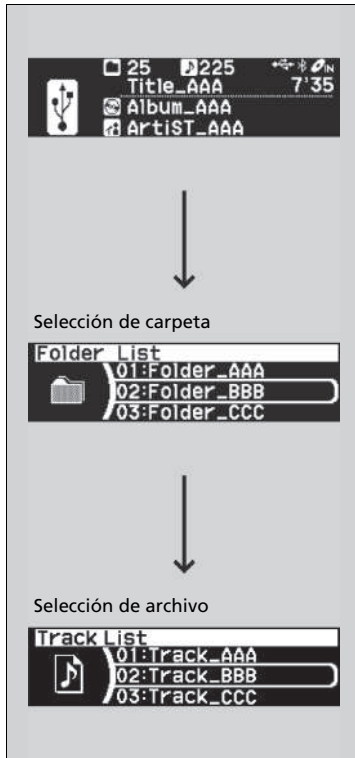 25 225 IN
Title_AAA 7'35
Album_AAA
ArtiST_AAA
Selección de carpeta
Folder List
01:Folder_AAA
02:Folder_BBB
03:Folder_CCC
Selección de archivo
Track List
01:Track_AAA
02:Track_BBB
03:Track_CCC